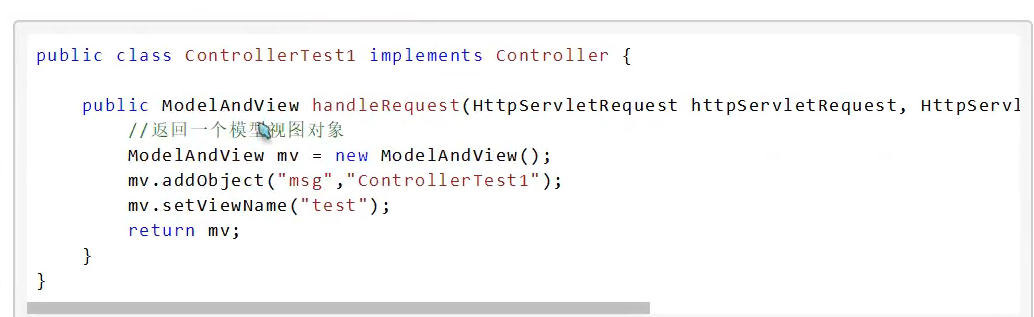 public class ControllerTest1 implements Controller {
public ModelAndView handleRequest(HttpServletRequest httpServletRequest, HttpServl
//返回一个模型视图对象
ModelAndView mv = new ModelAndView();
mv.addObject("msg","ControllerTest1");
mv.setViewName("test");
return mv;
}
}